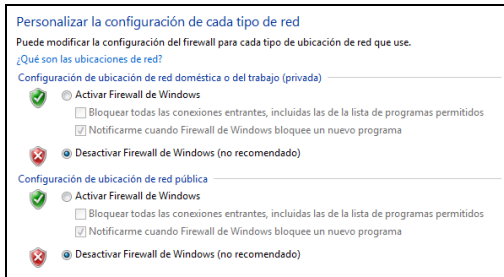 Personalizar la configuración de cada tipo de red
Puede modificar la configuración del firewall para cada tipo de ubicación de red que use.
¿Qué son las ubicaciones de red?
Configuración de ubicación de red doméstica o del trabajo (privada)
Activar Firewall de Windows
Bloquear todas las conexiones entrantes, incluidas las de la lista de programas permitidos
Notificarme cuando Firewall de Windows bloquee un nuevo programa
Desactivar Firewall de Windows (no recomendado)
Configuración de ubicación de red pública
Activar Firewall de Windows
Bloquear todas las conexiones entrantes, incluidas las de la lista de programas permitidos
Notificarme cuando Firewall de Windows bloquee un nuevo programa
Desactivar Firewall de Windows (no recomendado)